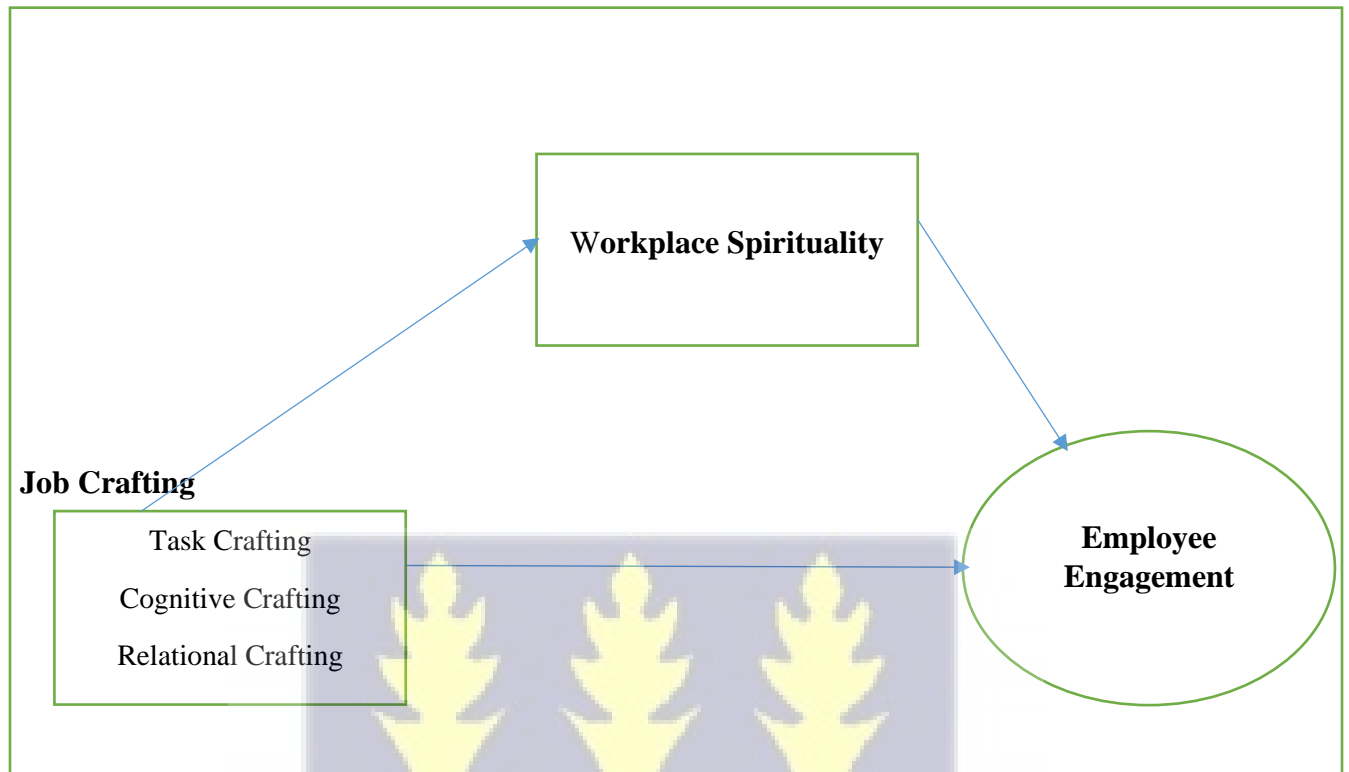 Workplace Spirituality
Job Crafting
Task Crafting
Cognitive Crafting
Relational Crafting
Employee
Engagement